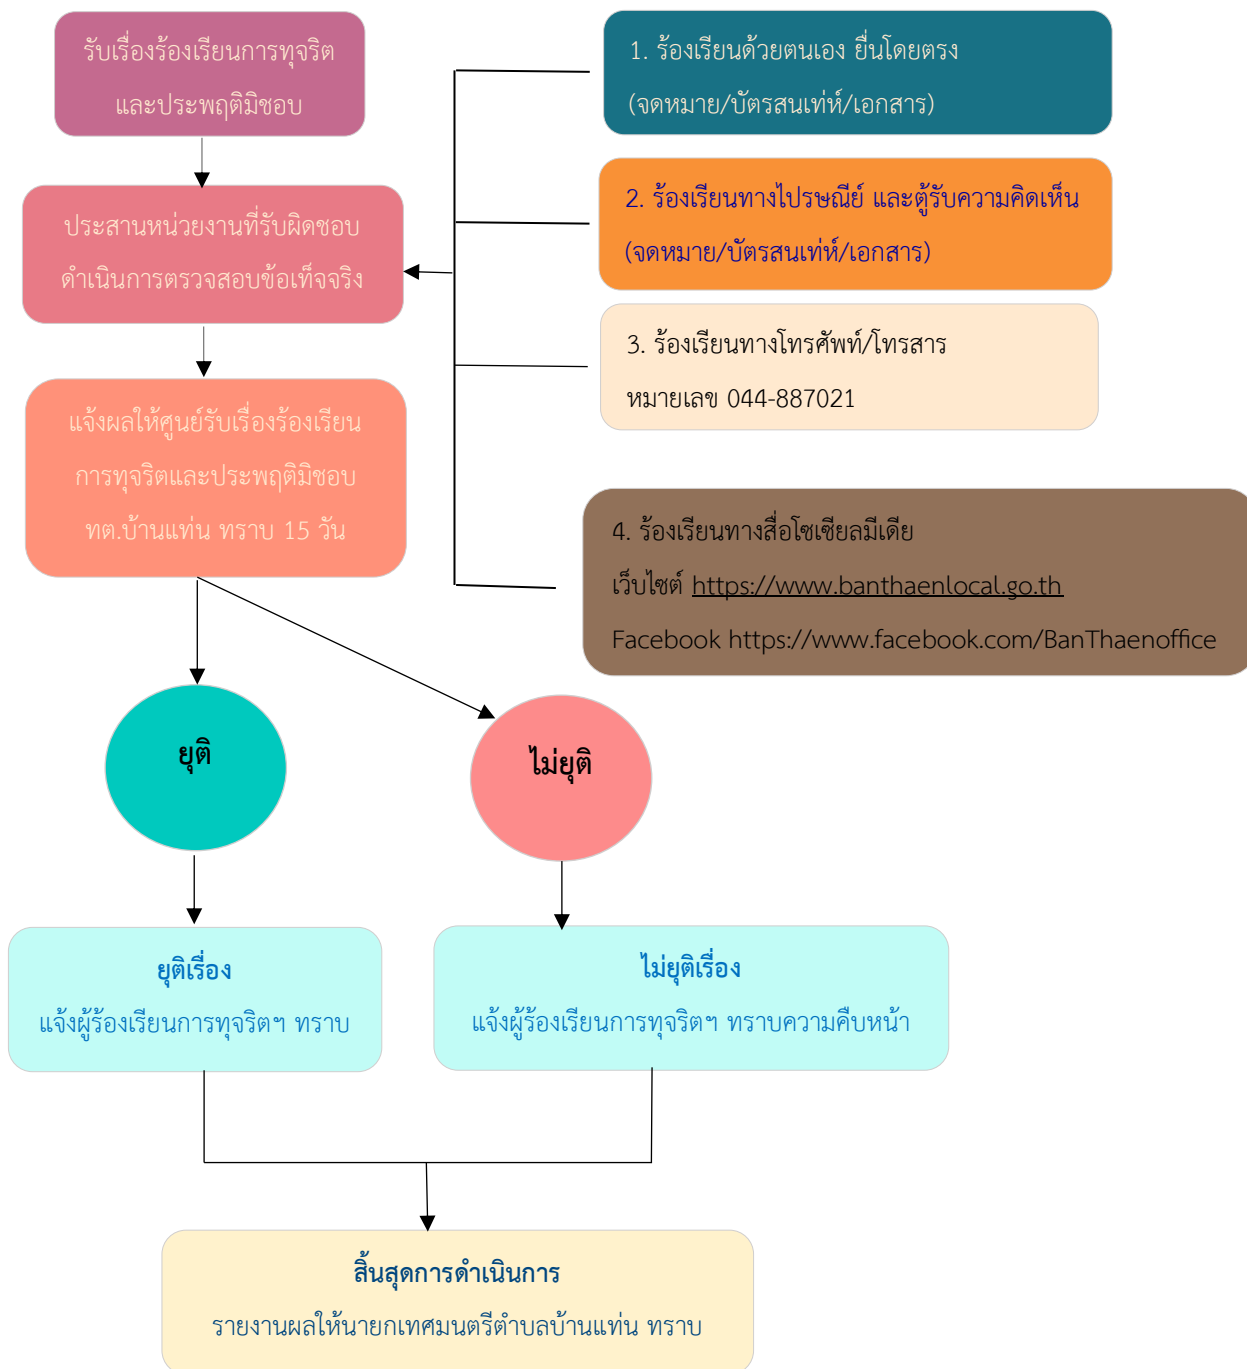 รับเรื่องร้องเรียนการทุจริต
และประพฤติมิชอบ
1. ร้องเรียนด้วยตนเอง ยื่นโดยตรง
(จดหมาย/บัตรสนเท่ห์/เอกสาร)
ประสานหน่วยงานที่รับผิดชอบ
ดำเนินการตรวจสอบข้อเท็จจริง
2. ร้องเรียนทางไปรษณีย์ และตู้รับความคิดเห็น
(จดหมาย/บัตรสนเท่ห์/เอกสาร)
3. ร้องเรียนทางโทรศัพท์/โทรสาร
หมายเลข 044-887021
แจ้งผลให้ศูนย์รับเรื่องร้องเรียน
การทุจริตและประพฤติมิชอบ
ทต.บ้านแท่น ทราบ 15 วัน
4. ร้องเรียนทางสื่อโซเซียลมีเดีย
เว็บไซต์ https://www.banthaenlocal.go.th
Facebook https://www.facebook.com/BanThaenoffice
ยุติ
ไม่ยุติ
ยุติเรื่อง
แจ้งผู้ร้องเรียนการทุจริตฯ ทราบ
ไม่ยุติเรื่อง
แจ้งผู้ร้องเรียนการทุจริตฯ ทราบความคืบหน้า
สิ้นสุดการดำเนินการ
รายงานผลให้นายกเทศมนตรีตำบลบ้านแท่น ทราบ